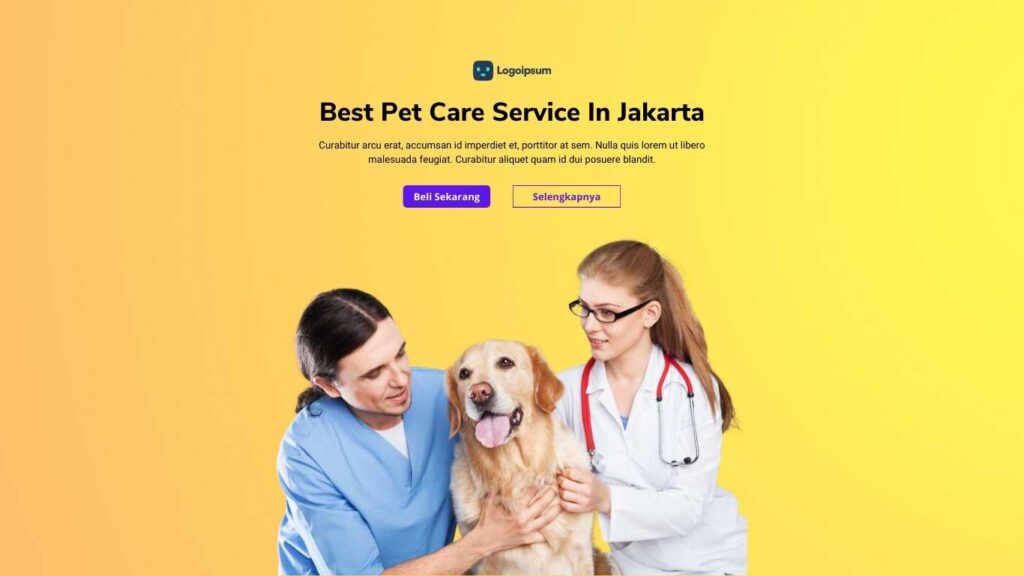 Logoipsum
Best Pet Care Service In Jakarta
Curabitur arcu erat, accumsan id imperdiet et, porttitor at sem. Nulla quis lorem ut libero
malesuada feugiat. Curabitur aliquet quam id dui posuere blandit.
Beli Sekarang
Selengkapnya